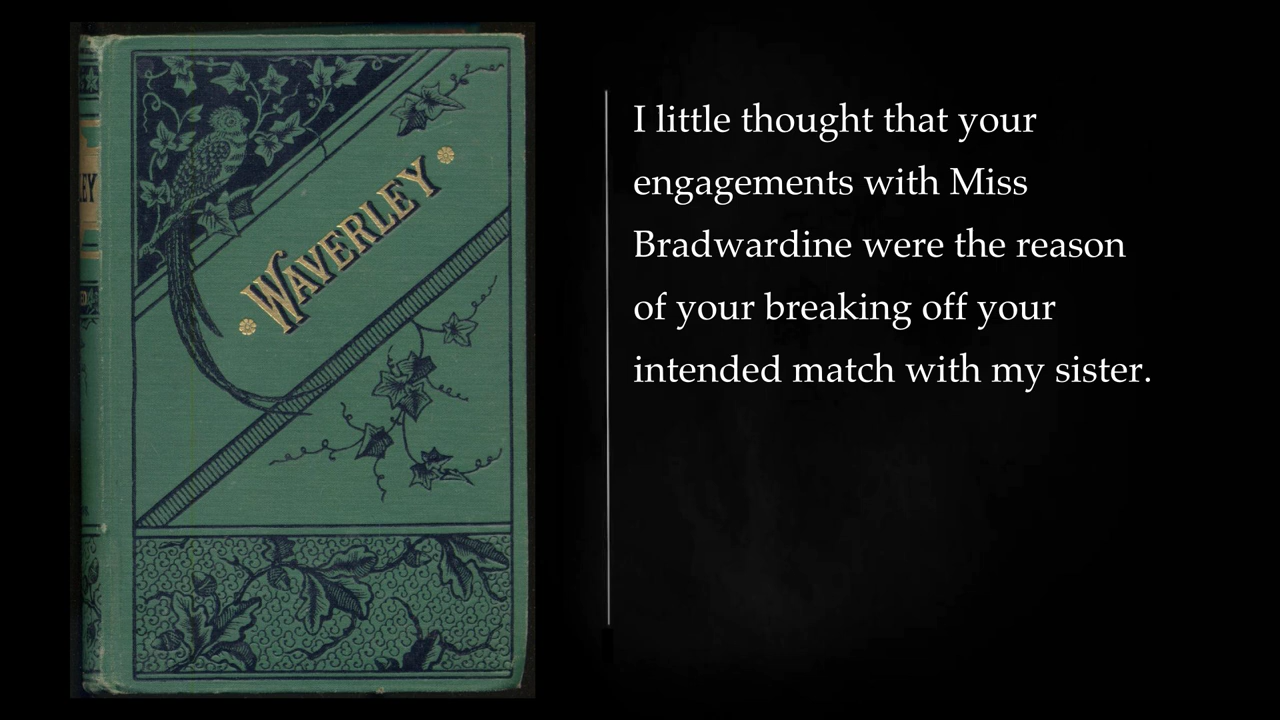 WAVERLEY
EY
I little thought that your
engagements with Miss
Bradwardine were the reason
of your breaking off your
intended match with my sister.